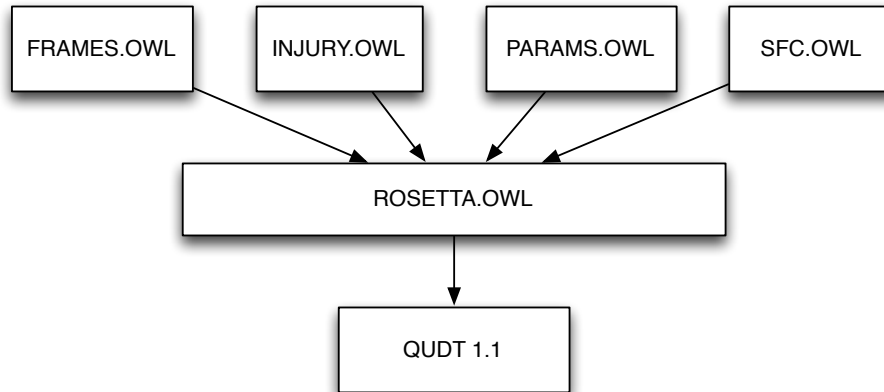 FRAMES.OWL
INJURY.OWL
PARAMS.OWL
SFC.OWL
ROSETTA.OWL
QUDT 1.1